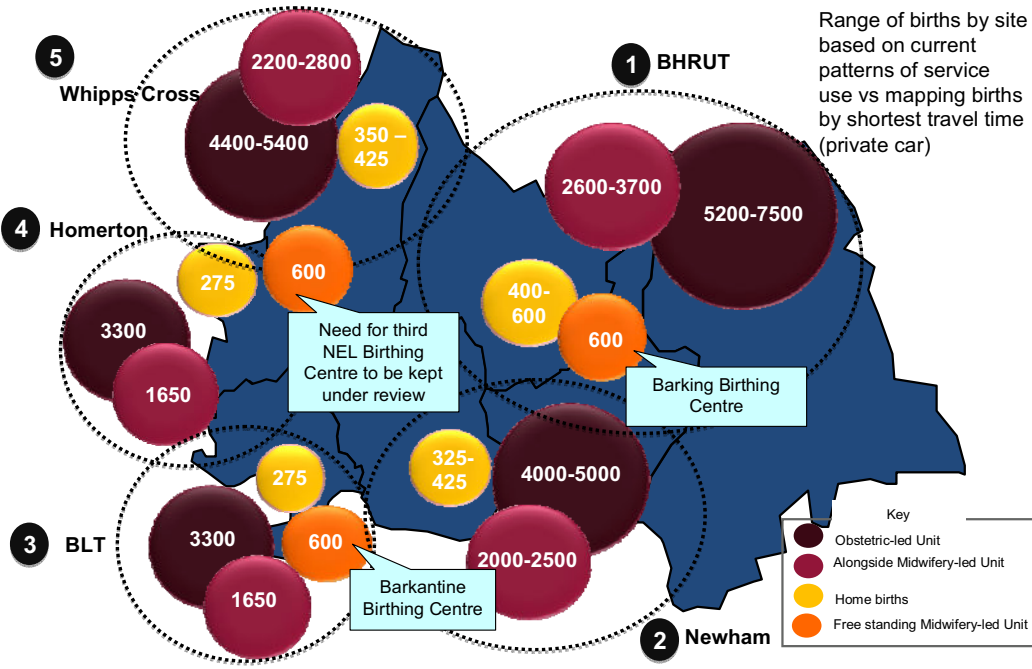 Range of births by site
based on current
patterns of service
use vs mapping births
by shortest travel time
(private car)
5
Whipps Cross
2200-2800
4400-5400
350 –
425
1
BHRUT
2600-3700
5200-7500
400-
600
600
Barking Birthing
Centre
4
Homerton
275
600
3300
1650
Need for third
NEL Birthing
Centre to be kept
under review
3
BLT
275
3300
600
1650
Barkantine
Birthing Centre
325-
425
4000-5000
2000-2500
2
Newham
Key
Obstetric-led Unit
Alongside Midwifery-led Unit
Home births
Free standing Midwifery-led Unit